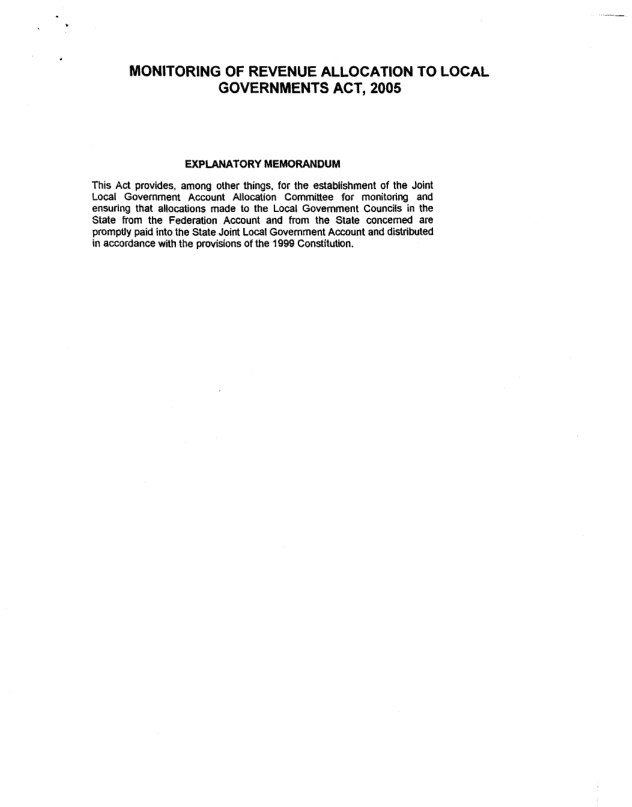 MONITORING OF REVENUE ALLOCATION TO LOCAL
GOVERNMENTS ACT, 2005
EXPLANATORY MEMORANDUM
This Act provides, among other things, for the establishment of the Joint
Local Government Account Allocation Committee for monitoring and
ensuring that allocations made to the Local Government Councils in the
State from the Federation Account and from the State concerned are
promptly paid into the State Joint Local Government Account and distributed
in accordance with the provisions of the 1999 Constitution.